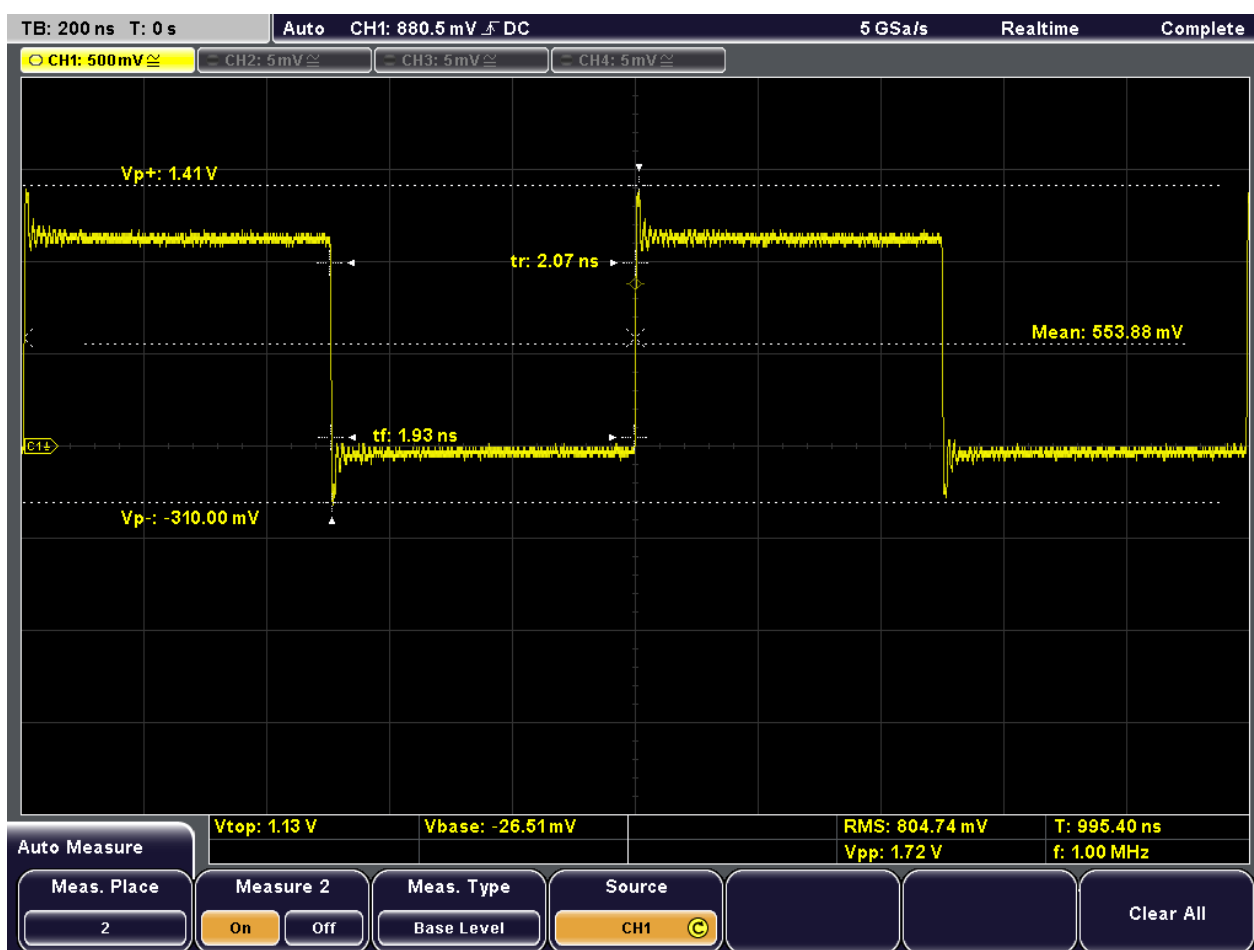 TB: 200 ns T: 0 s Auto CH1: 880.5 mV DC 5 GSa/s Realtime Complete
CH1: 500mV≅ CH2: 5mV≅ CH3: 5mV≅ CH4: 5mV≅
Vp+: 1.41 V
tr: 2.07 ns
Mean: 553.88 mV
tf: 1.93 ns
C1
Vp-: -310.00 mV
Vtop: 1.13 V Vbase: -26.51 mV RMS: 804.74 mV T: 995.40 ns
Auto Measure
Vpp: 1.72 V f: 1.00 MHz
Meas. Place Measure 2 Meas. Type Source
Clear All
2 On Off Base Level CH1 C